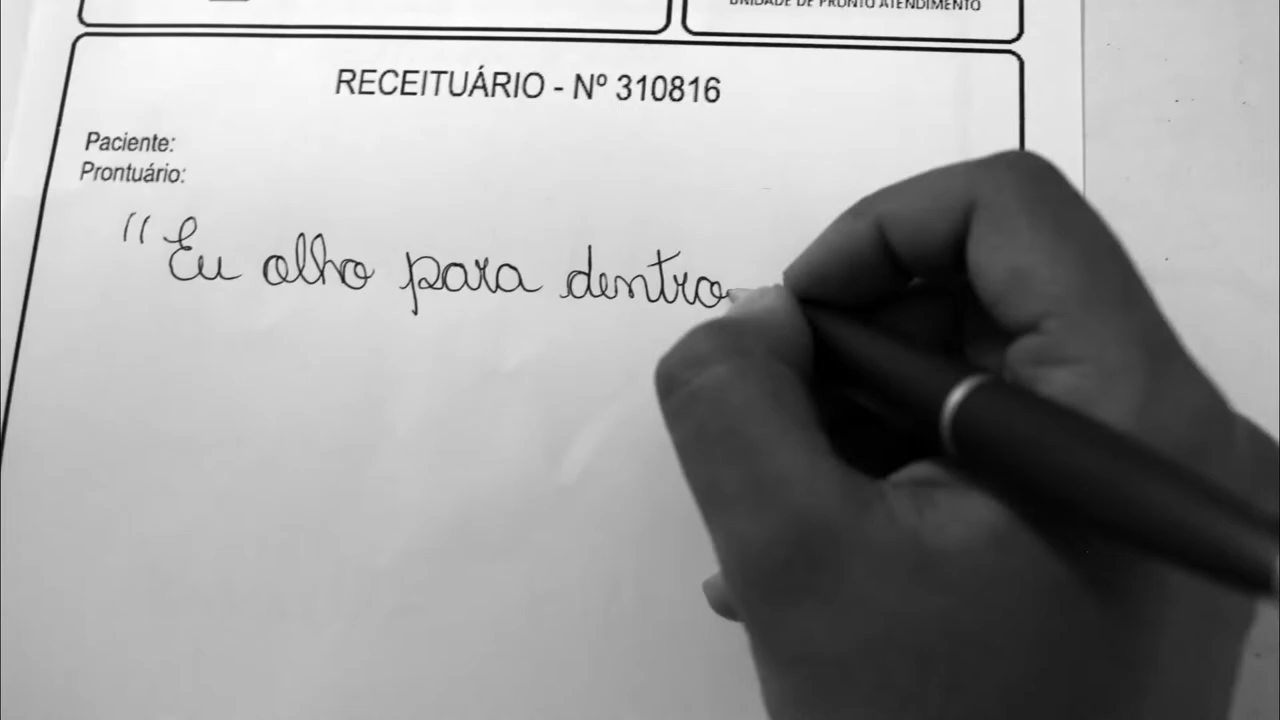 UNIDADE DE PRONTO ATENDIMENTO
RECEITUÁRIO - Nº 310816
Paciente:
Prontuário:
"Eu olho para dentro